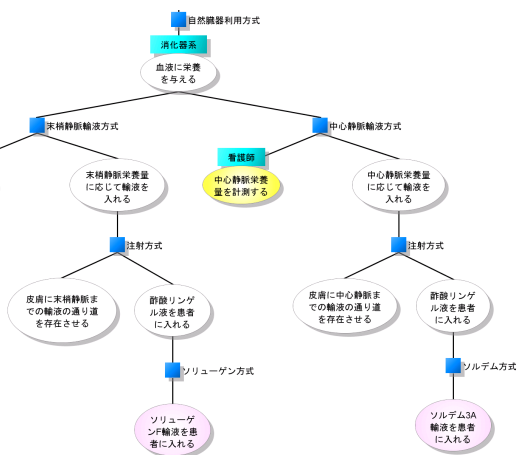 自然臓器利用方式
消化器系
血液に栄養
を与える
末梢静脈輸液方式
中心静脈輸液方式
看護師
末梢静脈栄養量
に応じて輸液を
入れる
中心静脈栄養
量を計測する
中心静脈栄養量
に応じて輸液を
入れる
注射方式
注射方式
皮膚に末梢静脈ま
での輸液の通り道
を存在させる
酢酸リンゲ
ル液を患者
に入れる
皮膚に中心静脈ま
での輸液の通り道
を存在させる
酢酸リンゲ
ル液を患者
に入れる
ソリューゲン方式
ソルデム方式
ソリューゲ
ンF輸液を患
者に入れる
ソルデム3A
輸液を患者
に入れる